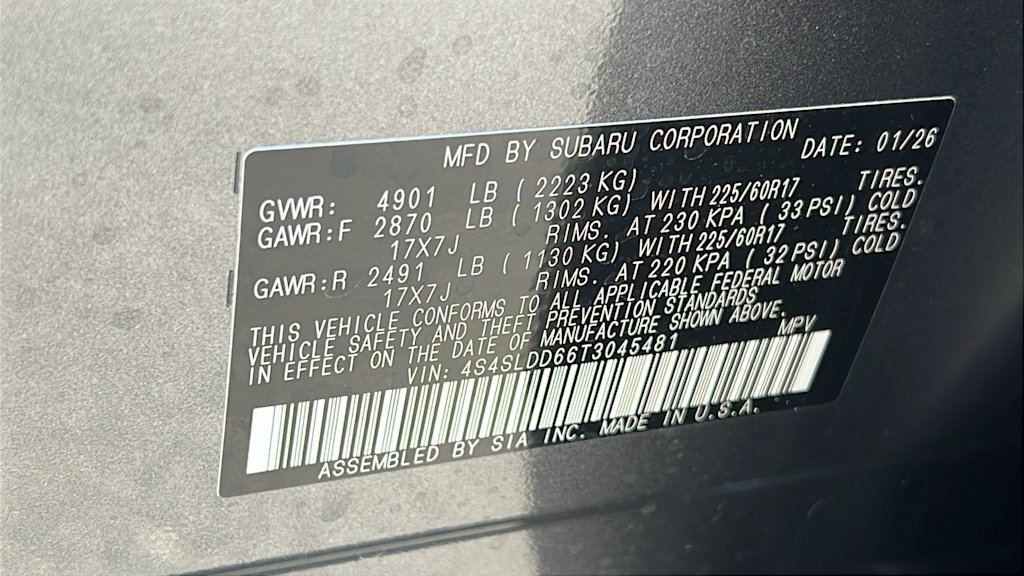 MFD BY SUBARU CORPORATION DATE: 01/26
GVWR: 4901 LB (2223 KG)
GAWR:F 2870 LB (1302 KG) WITH 225/60R17 TIRES.
17X7J RIMS. AT 230 KPA (33 PSI) COLD
GAWR:R 2491 LB (1130 KG) WITH 225/60R17 TIRES.
17X7J RIMS. AT 220 KPA (32 PSI) COLD
THIS VEHICLE CONFORMS TO ALL APPLICABLE FEDERAL MOTOR
VEHICLE SAFETY AND THEFT PREVENTION STANDARDS
IN EFFECT ON THE DATE OF MANUFACTURE SHOWN ABOVE.
VIN: 4S4SLDD66T3045481 MPV
ASSEMBLED BY SIA INC. MADE IN U.S.A.